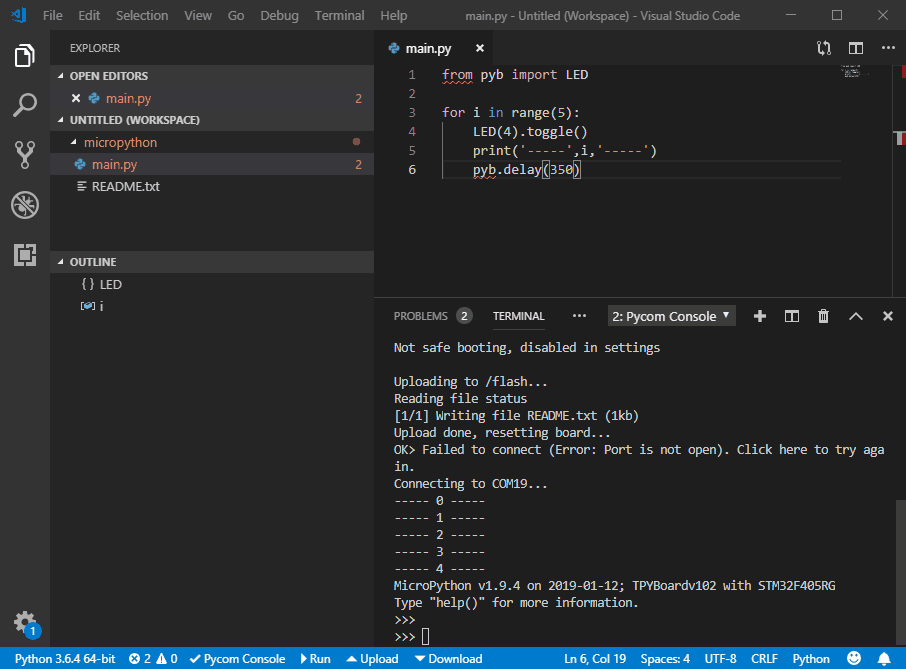 File Edit Selection View Go Debug Terminal Help main.py - Untitled (Workspace) - Visual Studio Code
EXPLORER
OPEN EDITORS
main.py 2
UNTITLED (WORKSPACE)
micropython
main.py 2
README.txt
OUTLINE
{ } LED
i
1
main.py
1 from pyb import LED
2
3 for i in range(5):
4 LED(4).toggle()
5 print('-----',i,'-----')
6 pyb.delay(350)
PROBLEMS 2 TERMINAL ··· 2: Pycom Console
Not safe booting, disabled in settings
Uploading to /flash...
Reading file status
[1/1] Writing file README.txt (1kb)
Upload done, resetting board...
OK> Failed to connect (Error: Port is not open). Click here to try aga
in.
Connecting to COM19...
----- 0 -----
----- 1 -----
----- 2 -----
----- 3 -----
----- 4 -----
MicroPython v1.9.4 on 2019-01-12; TPYBoardv102 with STM32F405RG
Type "help()" for more information.
>>>
>>>
Python 3.6.4 64-bit 2 0 Pycom Console Run Upload Download Ln 6, Col 19 Spaces: 4 UTF-8 CRLF Python